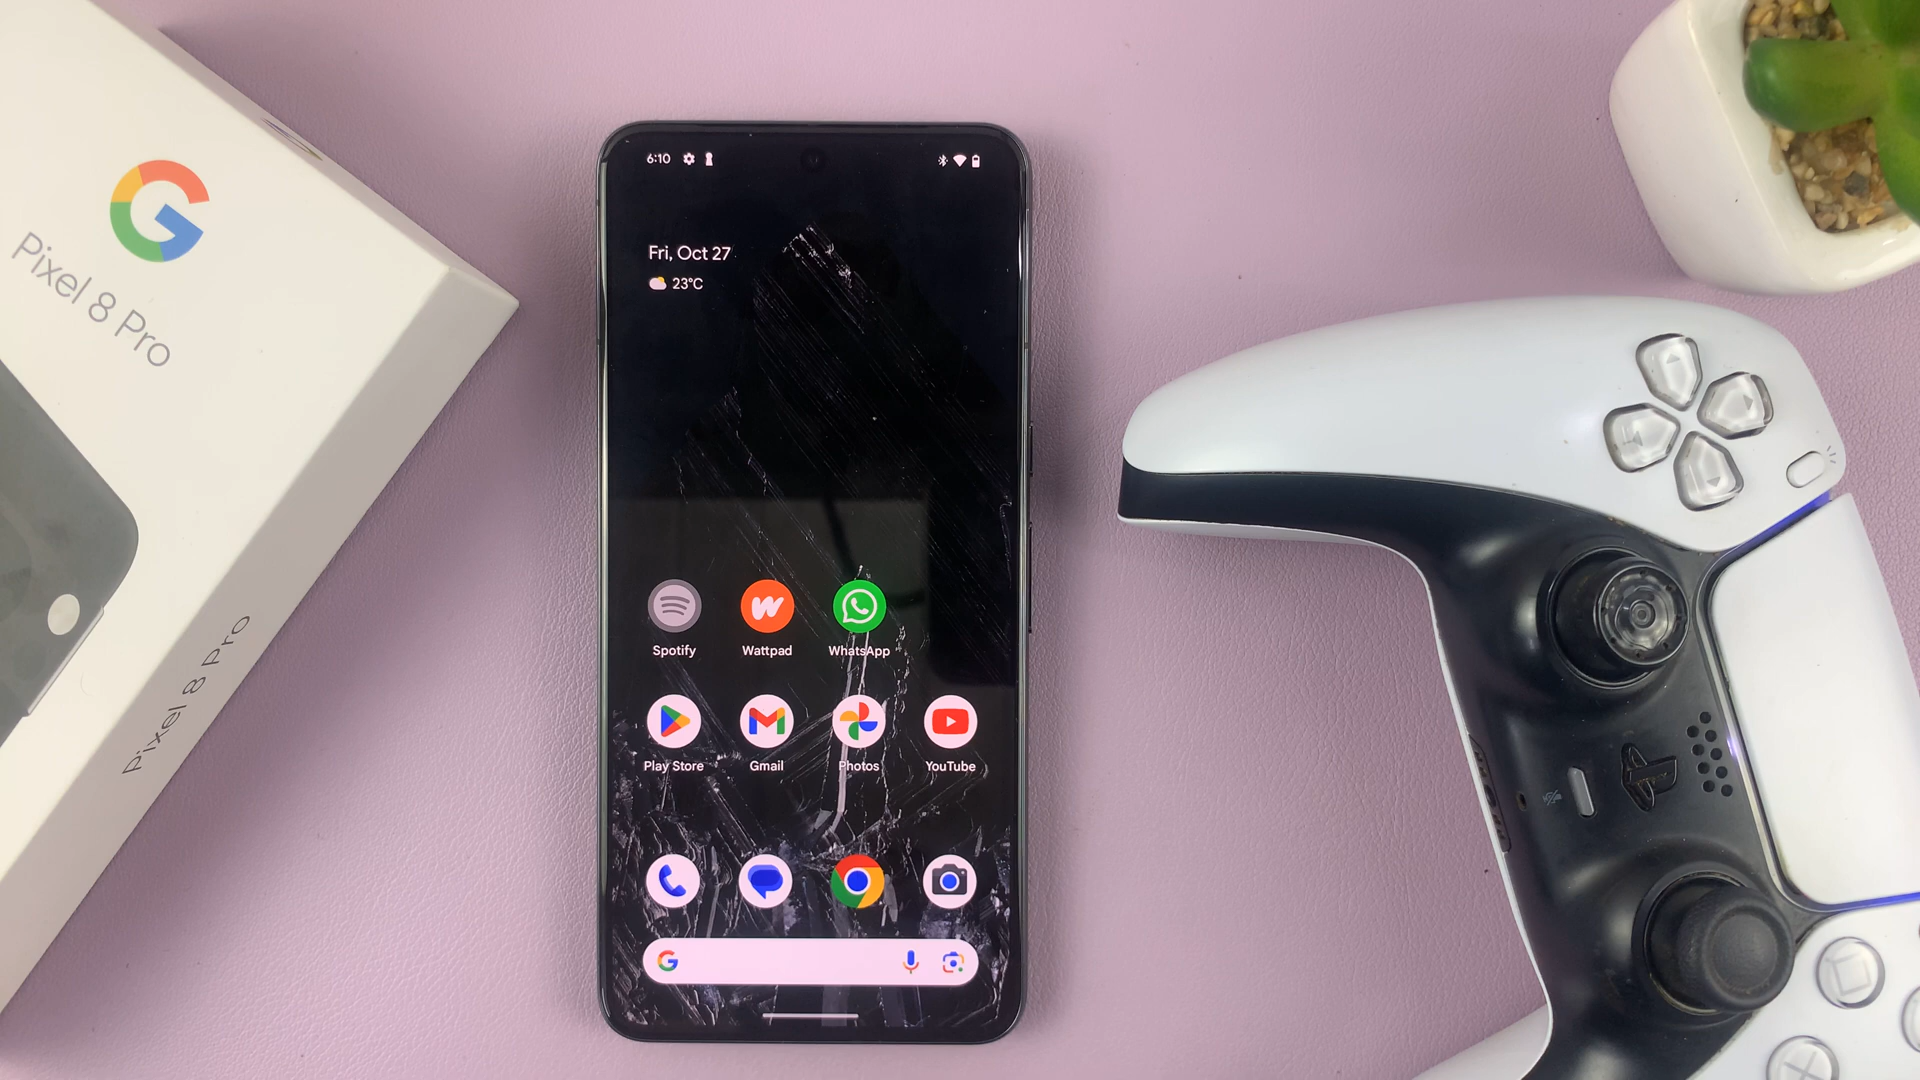 Pixel 8 Pro
Pixel 8 Pro
6:10
Fri, Oct 27
23°C
Spotify
Wattpad
WhatsApp
Play Store
Gmail
Photos
YouTube